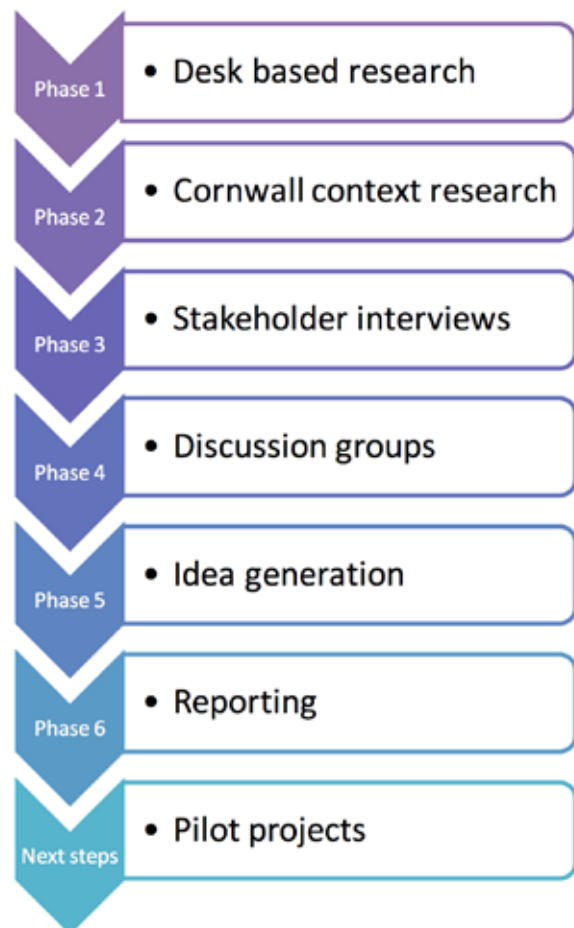 Phase 1
• Desk based research
Phase 2
• Cornwall context research
Phase 3
• Stakeholder interviews
Phase 4
• Discussion groups
Phase 5
• Idea generation
Phase 6
• Reporting
Next steps
• Pilot projects